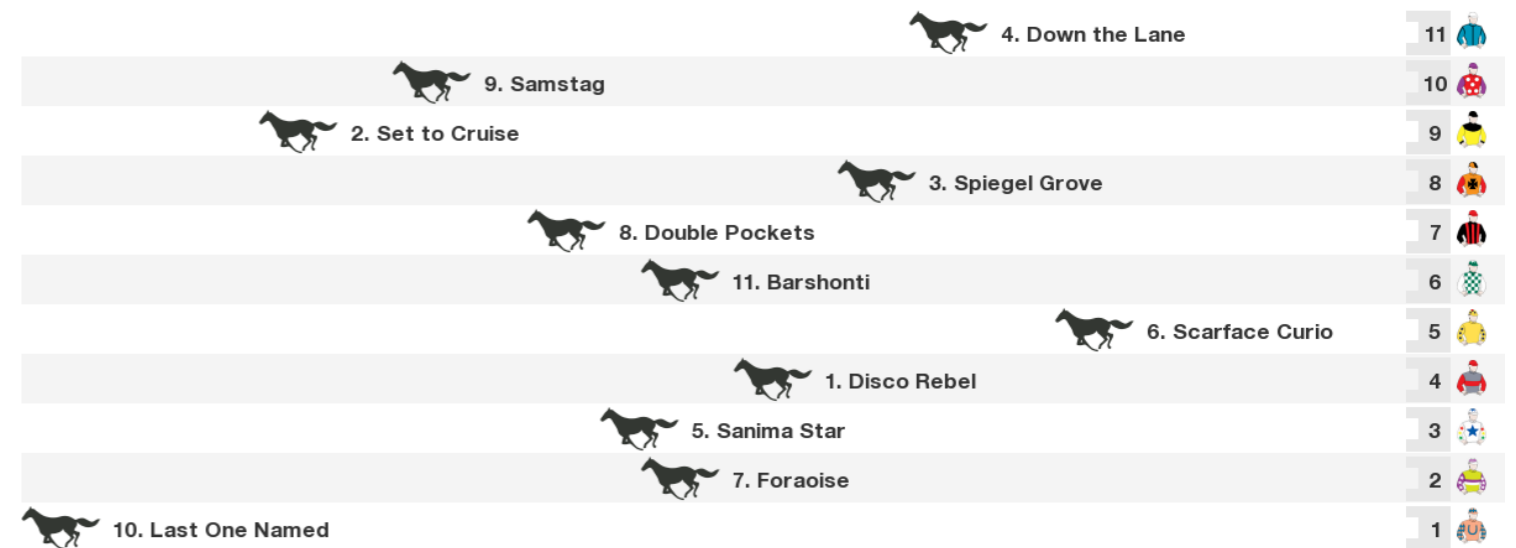 4. Down the Lane 11
9. Samstag 10
2. Set to Cruise 9
3. Spiegel Grove 8
8. Double Pockets 7
11. Barshonti 6
6. Scarface Curio 5
1. Disco Rebel 4
5. Sanima Star 3
7. Foraoise 2
10. Last One Named 1